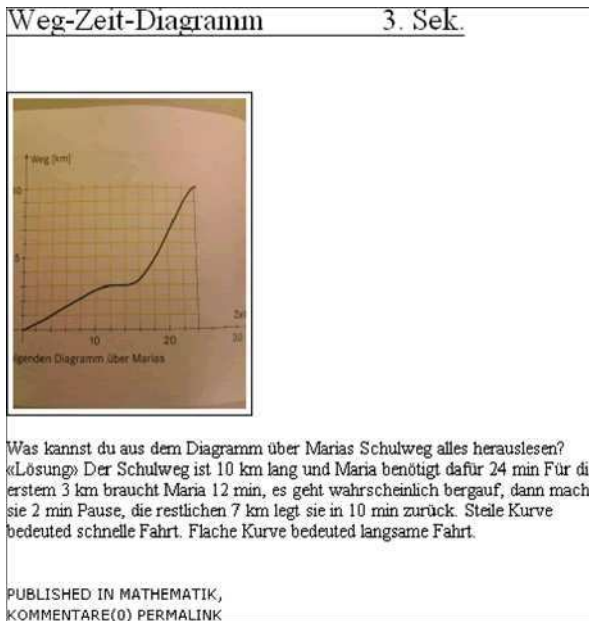 Weg-Zeit-Diagramm 3. Sek.
Weg [km]
10
5
10
20
30
Diagramm über Marias
Was kannst du aus dem Diagramm über Marias Schulweg alles herauslesen?
«Lösung» Der Schulweg ist 10 km lang und Maria benötigt dafür 24 min Für di
erstem 3 km braucht Maria 12 min, es geht wahrscheinlich bergauf, dann mach
sie 2 min Pause, die restlichen 7 km legt sie in 10 min zurück. Steile Kurve
bedeuted schnelle Fahrt. Flache Kurve bedeuted langsame Fahrt.
PUBLISHED IN MATHEMATIK,
KOMMENTARE(0) PERMALINK